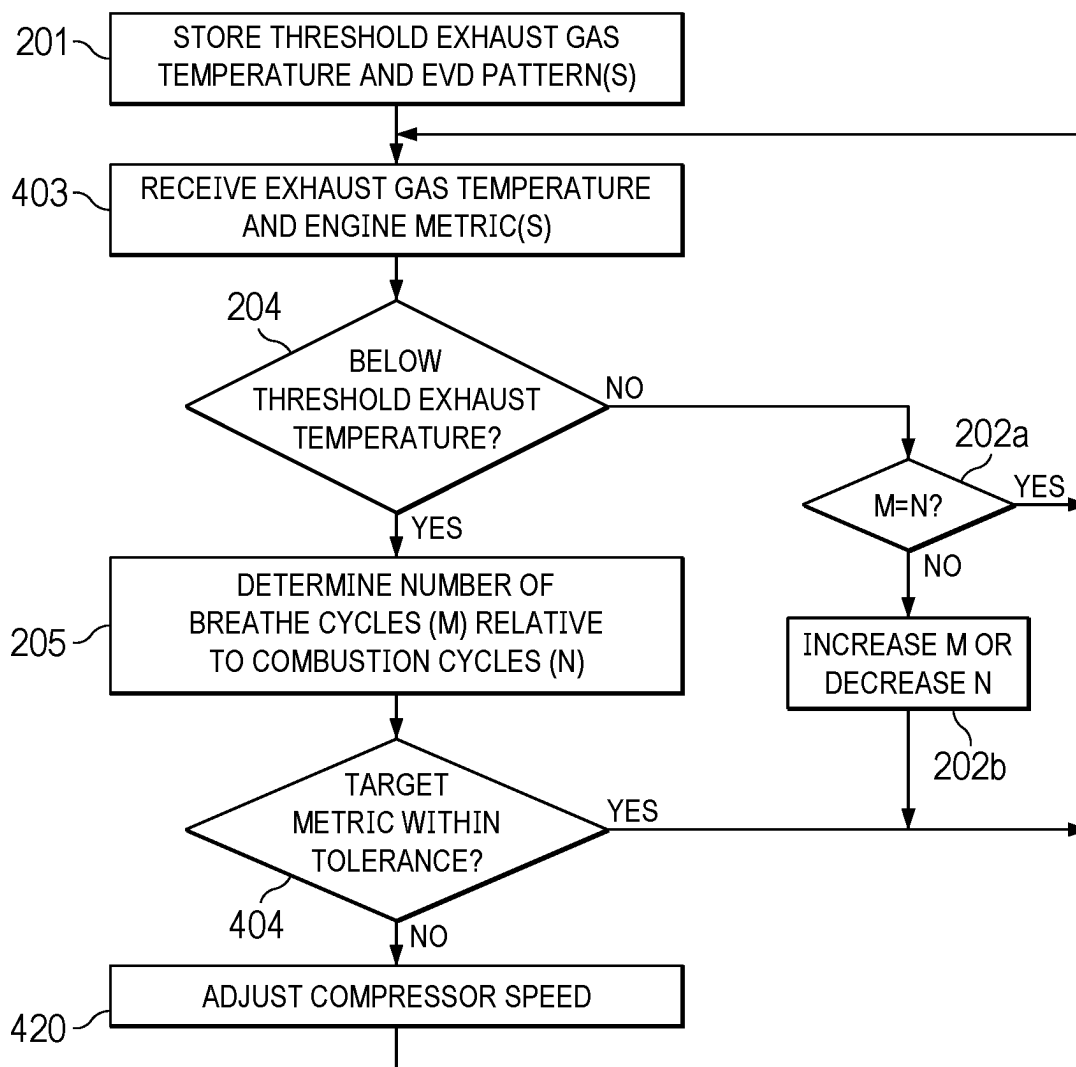 201
STORE THRESHOLD EXHAUST GAS
TEMPERATURE AND EVD PATTERN(S)
403
RECEIVE EXHAUST GAS TEMPERATURE
AND ENGINE METRIC(S)
204
BELOW
THRESHOLD EXHAUST
TEMPERATURE?
NO
YES
202a
M=N?
YES
NO
205
DETERMINE NUMBER OF
BREATHE CYCLES (M) RELATIVE
TO COMBUSTION CYCLES (N)
INCREASE M OR
DECREASE N
202b
TARGET
METRIC WITHIN
TOLERANCE?
YES
404
NO
ADJUST COMPRESSOR SPEED
420